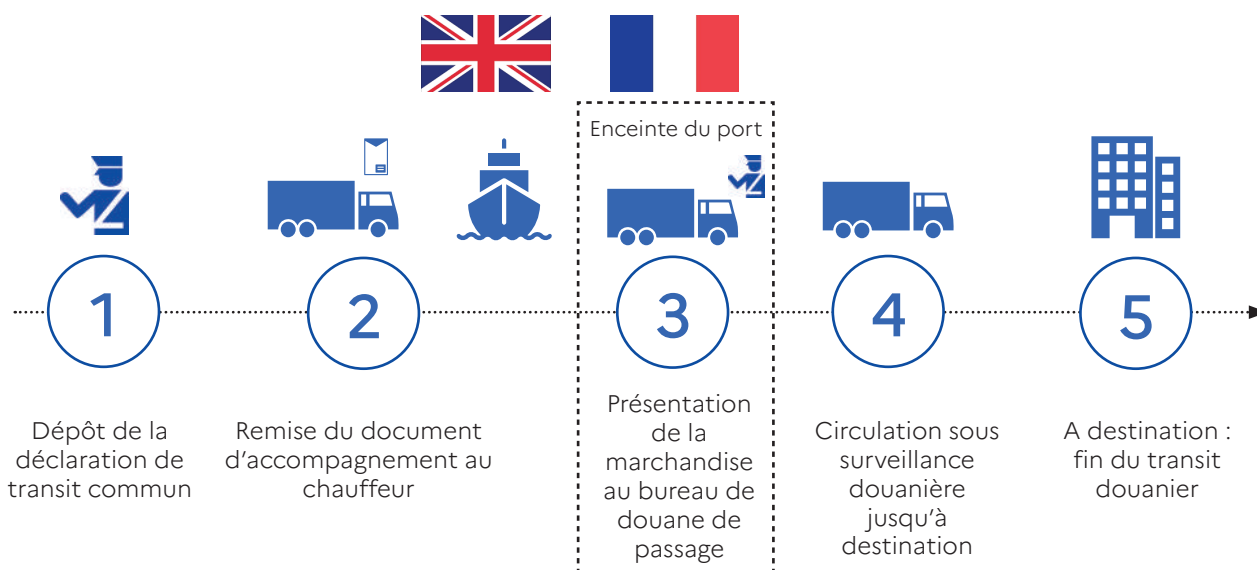 Enceinte du port
1
2
3
4
5
Dépôt de la
déclaration de
transit commun
Remise du document
d’accompagnement au
chauffeur
Présentation
de la
marchandise
au bureau de
douane de
passage
Circulation sous
surveillance
douanière
jusqu’à
destination
A destination :
fin du transit
douanier